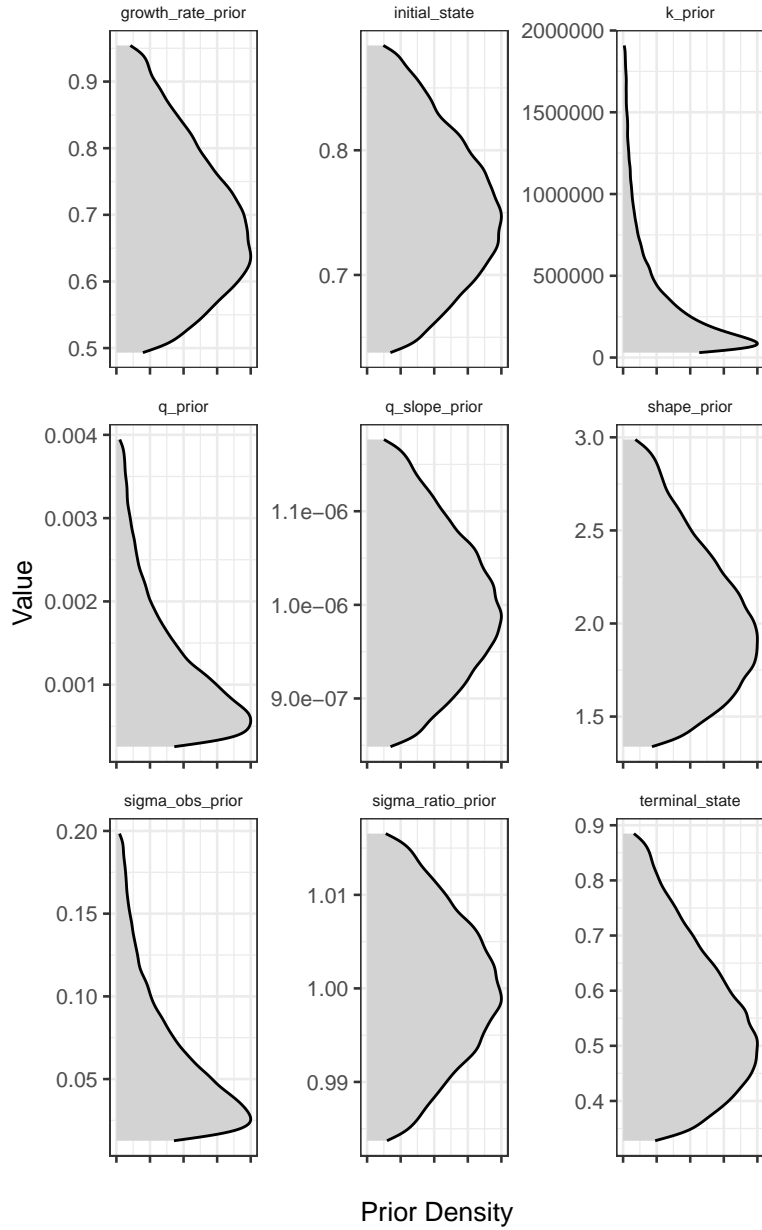 growth_rate_prior
initial_state
k_prior
0.9
0.8
0.7
0.6
0.5
0.8
0.7
2000000
1500000
1000000
500000
0
q_prior
q_slope_prior
shape_prior
0.004
0.003
0.002
0.001
1.1e−06
1.0e−06
9.0e−07
3.0
2.5
2.0
1.5
sigma_obs_prior
sigma_ratio_prior
terminal_state
0.20
0.15
0.10
0.05
1.01
1.00
0.99
0.9
0.8
0.7
0.6
0.5
0.4
Value
Prior Density